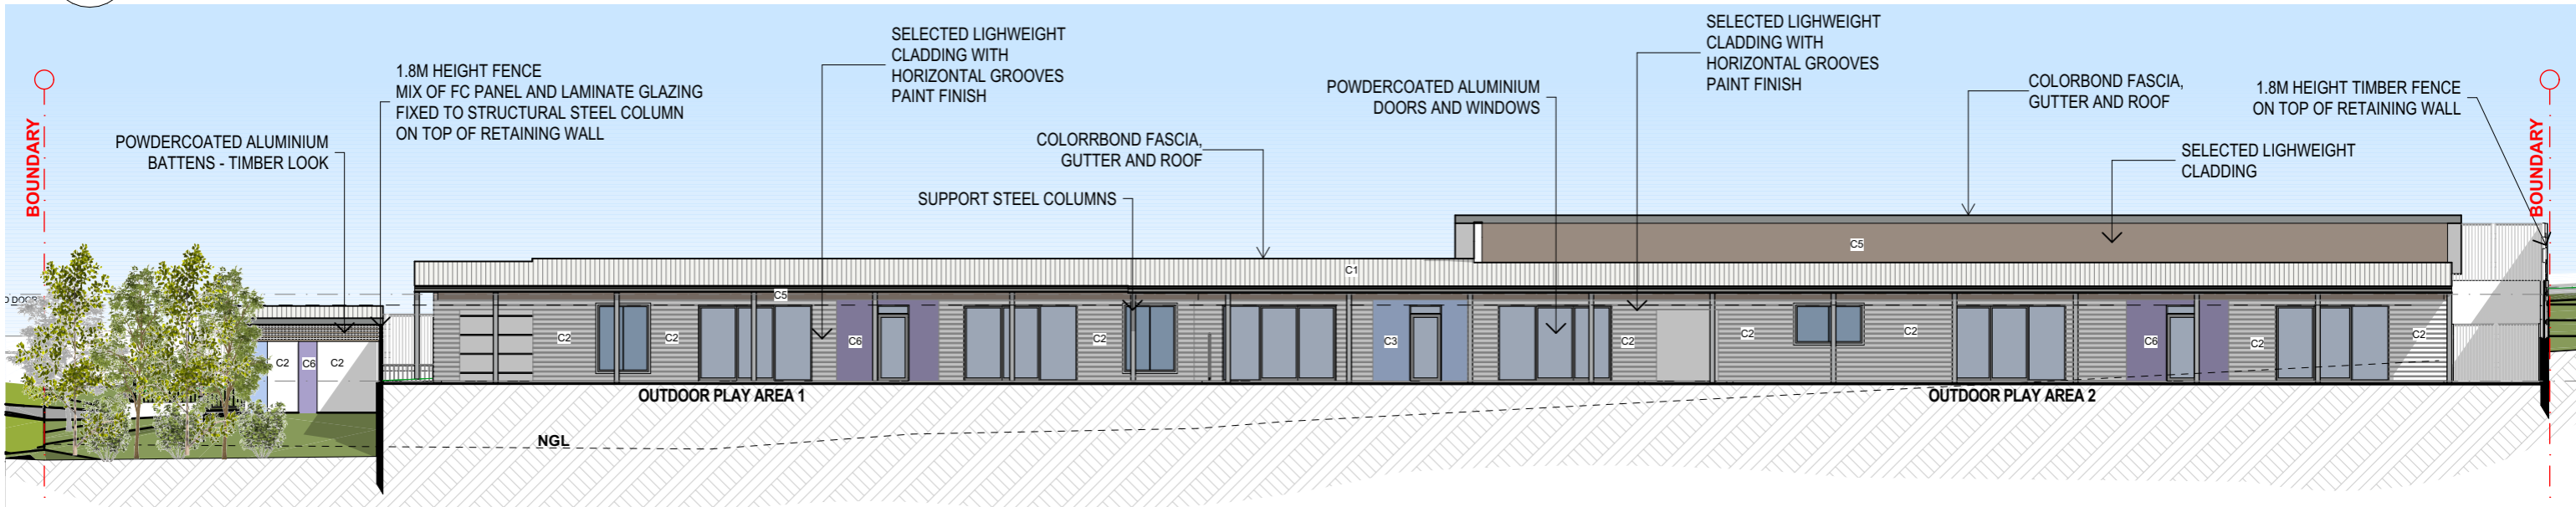 BOUNDARY
POWDERCOATED ALUMINIUM
BATTENS - TIMBER LOOK
1.8M HEIGHT FENCE
MIX OF FC PANEL AND LAMINATE GLAZING
FIXED TO STRUCTURAL STEEL COLUMN
ON TOP OF RETAINING WALL
SELECTED LIGHWEIGHT
CLADDING WITH
HORIZONTAL GROOVES
PAINT FINISH
COLORRBOND FASCIA,
GUTTER AND ROOF
SUPPORT STEEL COLUMNS
POWDERCOATED ALUMINIUM
DOORS AND WINDOWS
SELECTED LIGHWEIGHT
CLADDING WITH
HORIZONTAL GROOVES
PAINT FINISH
COLORBOND FASCIA,
GUTTER AND ROOF
1.8M HEIGHT TIMBER FENCE
ON TOP OF RETAINING WALL
SELECTED LIGHWEIGHT
CLADDING
BOUNDARY
C5
C1
C5
D DOOR
C2
C6
C2
C2
C2
C6
C2
C3
C2
C2
C2
C6
C2
C2
OUTDOOR PLAY AREA 1
OUTDOOR PLAY AREA 2
NGL